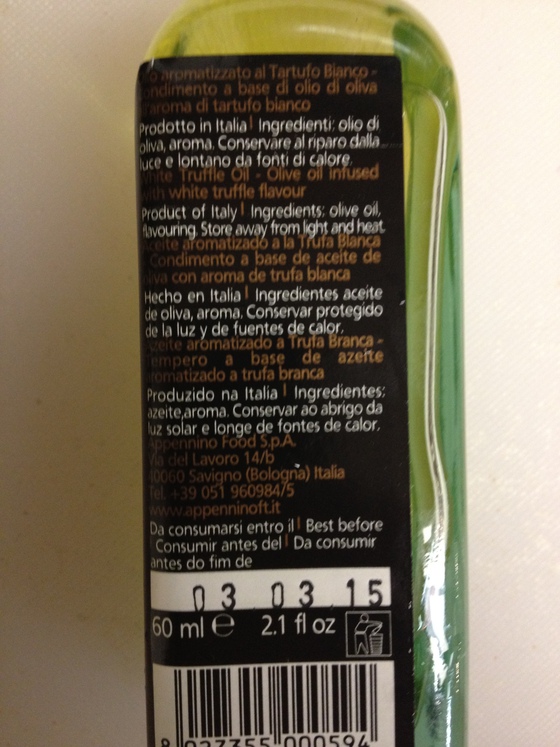 aromatizzato al Tartufo Bianco -
condimento a base di olio di oliva
aroma di tartufo bianco
Prodotto in Italia | Ingredienti: olio di
oliva, aroma. Conservare al riparo dalla
luce e lontano da fonti di calore.
White Truffle Oil - Olive oil infused
with white truffle flavour
Product of Italy | Ingredients: olive oil,
flavouring. Store away from light and heat.
Aceite aromatizado a la Trufa Blanca
Condimento a base de aceite de
oliva con aroma de trufa blanca
Hecho en Italia | Ingredientes aceite
de oliva, aroma. Conservar protegido
de la luz y de fuentes de calor.
Azeite aromatizado a Trufa Branca -
Tempero a base de azeite
aromatizado a trufa branca
Produzido na Italia | Ingredientes:
azeite,aroma. Conservar ao abrigo da
luz solar e longe de fontes de calor.
Appennino Food S.p.A.
Via del Lavoro 14/b
40060 Savigno (Bologna) Italia
Tel. +39 051 960984/5
www.appenninoft.it
Da consumarsi entro il | Best before
Consumir antes del | Da consumir
antes do fim de
03 03 15
60 ml e 2.1 fl oz
8 023355 000594